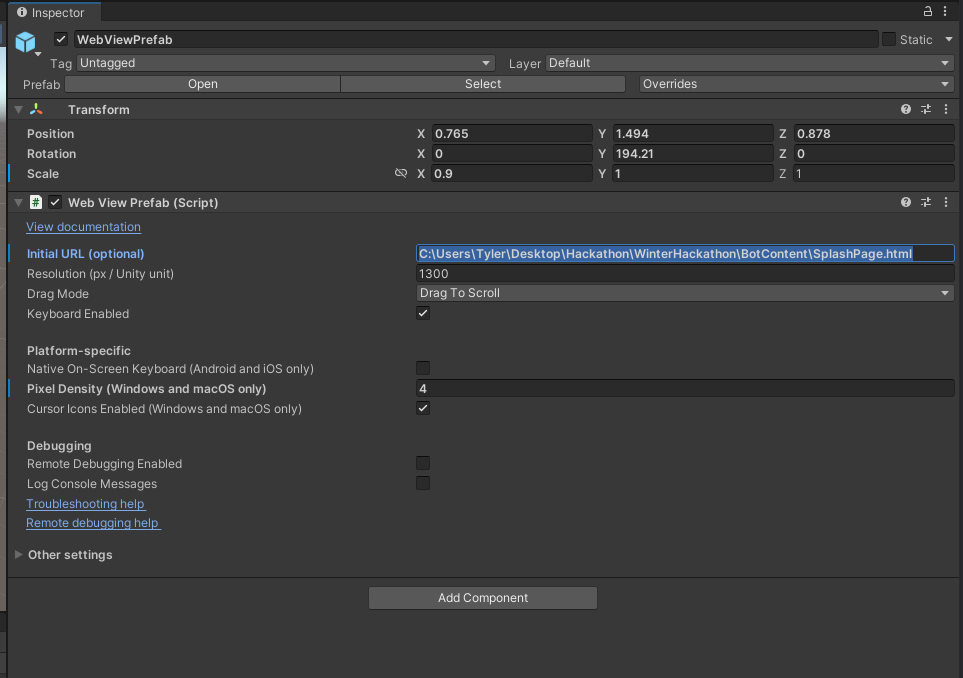 Inspector
WebViewPrefab Static
Tag Untagged Layer Default
Prefab Open Select Overrides
Transform
Position X 0.765 Y 1.494 Z 0.878
Rotation X 0 Y 194.21 Z 0
Scale X 0.9 Y 1 Z 1
# Web View Prefab (Script)
View documentation
Initial URL (optional) C:\Users\Tyler\Desktop\Hackathon\WinterHackathon\BotContent\SplashPage.html
Resolution (px / Unity unit) 1300
Drag Mode Drag To Scroll
Keyboard Enabled
Platform-specific
Native On-Screen Keyboard (Android and iOS only)
Pixel Density (Windows and macOS only) 4
Cursor Icons Enabled (Windows and macOS only)
Debugging
Remote Debugging Enabled
Log Console Messages
Troubleshooting help
Remote debugging help
Other settings
Add Component